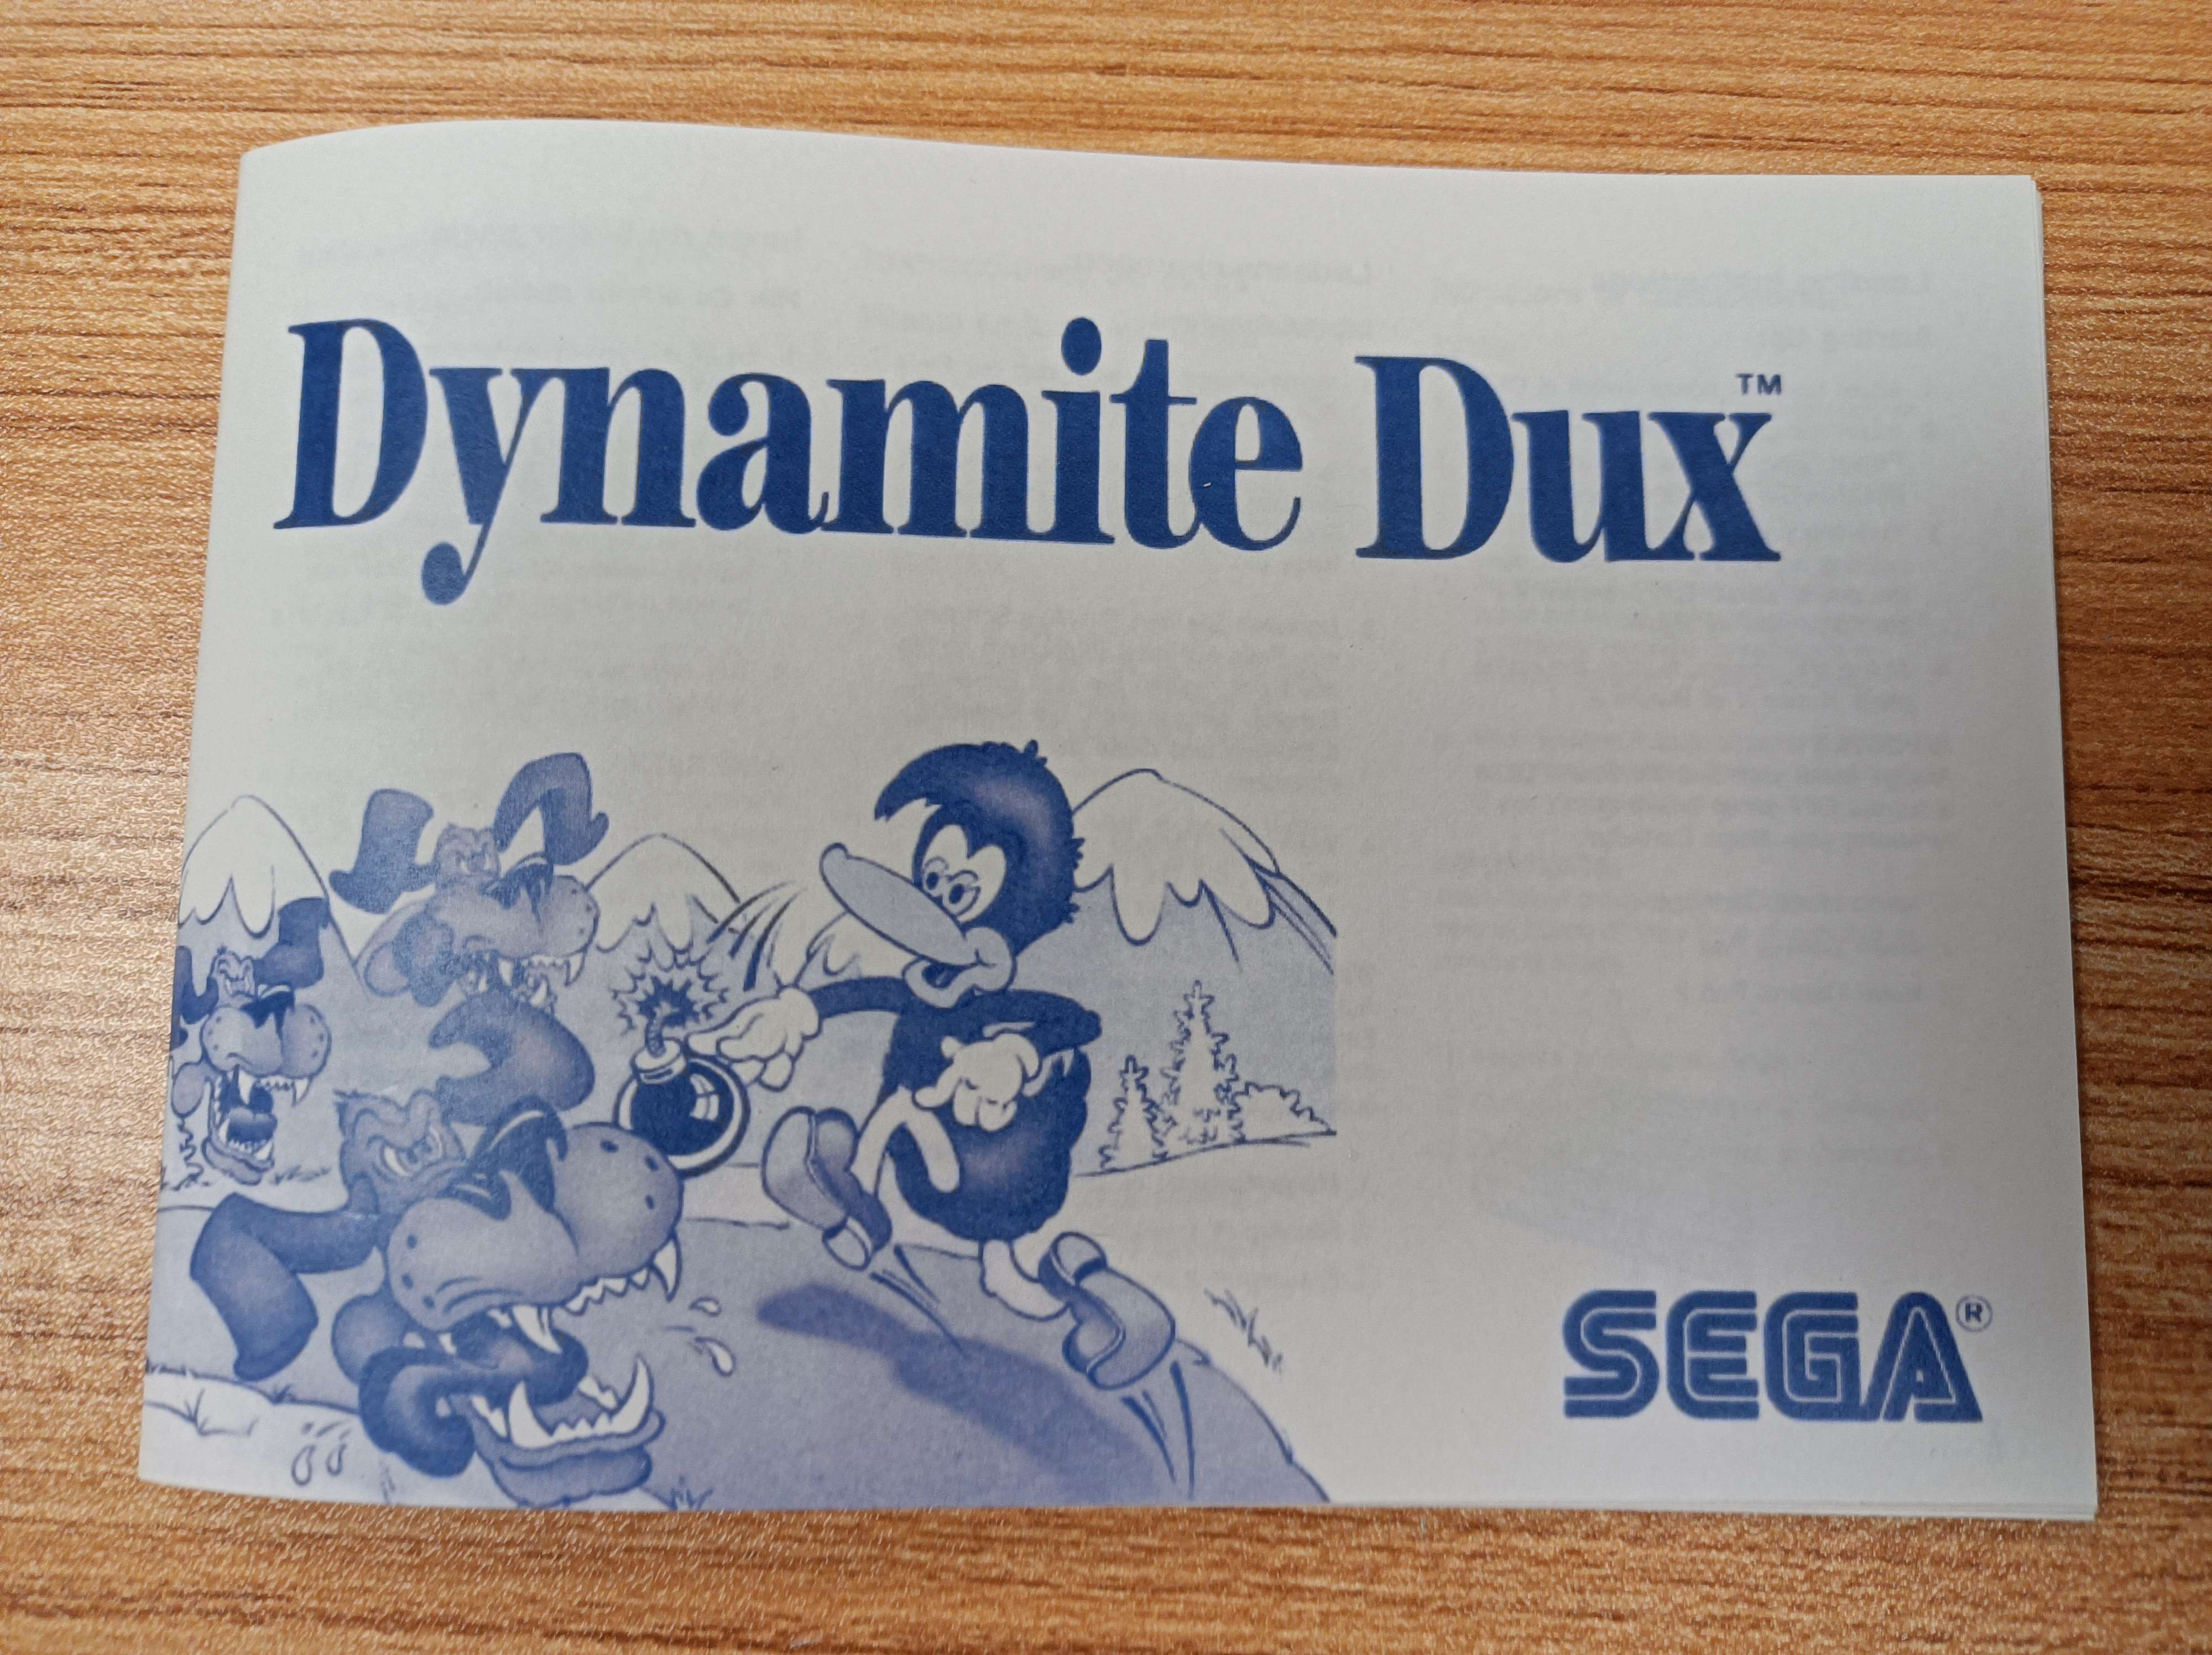 Dynamite Dux™
SEGA®